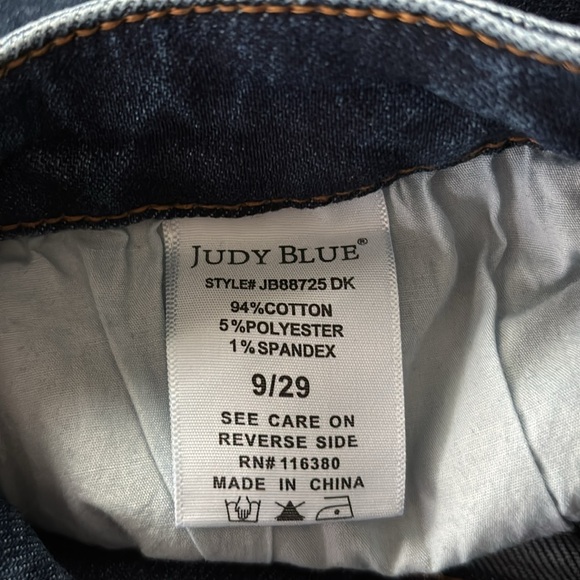 JUDY BLUE®
STYLE# JB88725 DK
94%COTTON
5%POLYESTER
1%SPANDEX
9/29
SEE CARE ON
REVERSE SIDE
RN# 116380
MADE IN CHINA